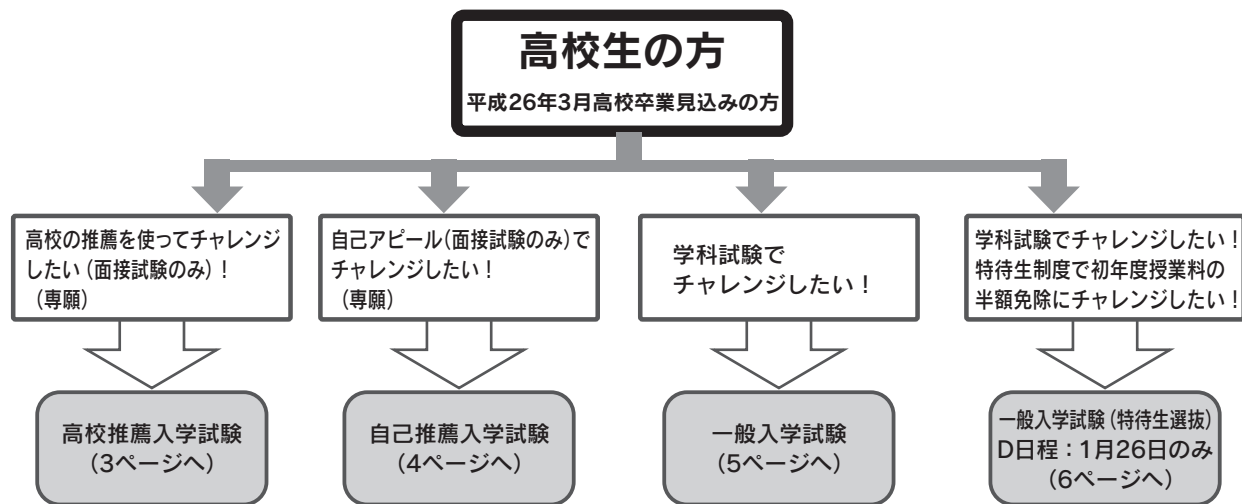 高校生の方
平成26年3月高校卒業見込みの方
高校の推薦を使ってチャレンジ
したい(面接試験のみ)!
(専願)
自己アピール(面接試験のみ)で
チャレンジしたい!
(専願)
学科試験で
チャレンジしたい!
学科試験でチャレンジしたい!
特待生制度で初年度授業料の
半額免除にチャレンジしたい!
高校推薦入学試験
(3ページへ)
自己推薦入学試験
(4ページへ)
一般入学試験
(5ページへ)
一般入学試験(特待生選抜)
D日程:1月26日のみ
(6ページへ)